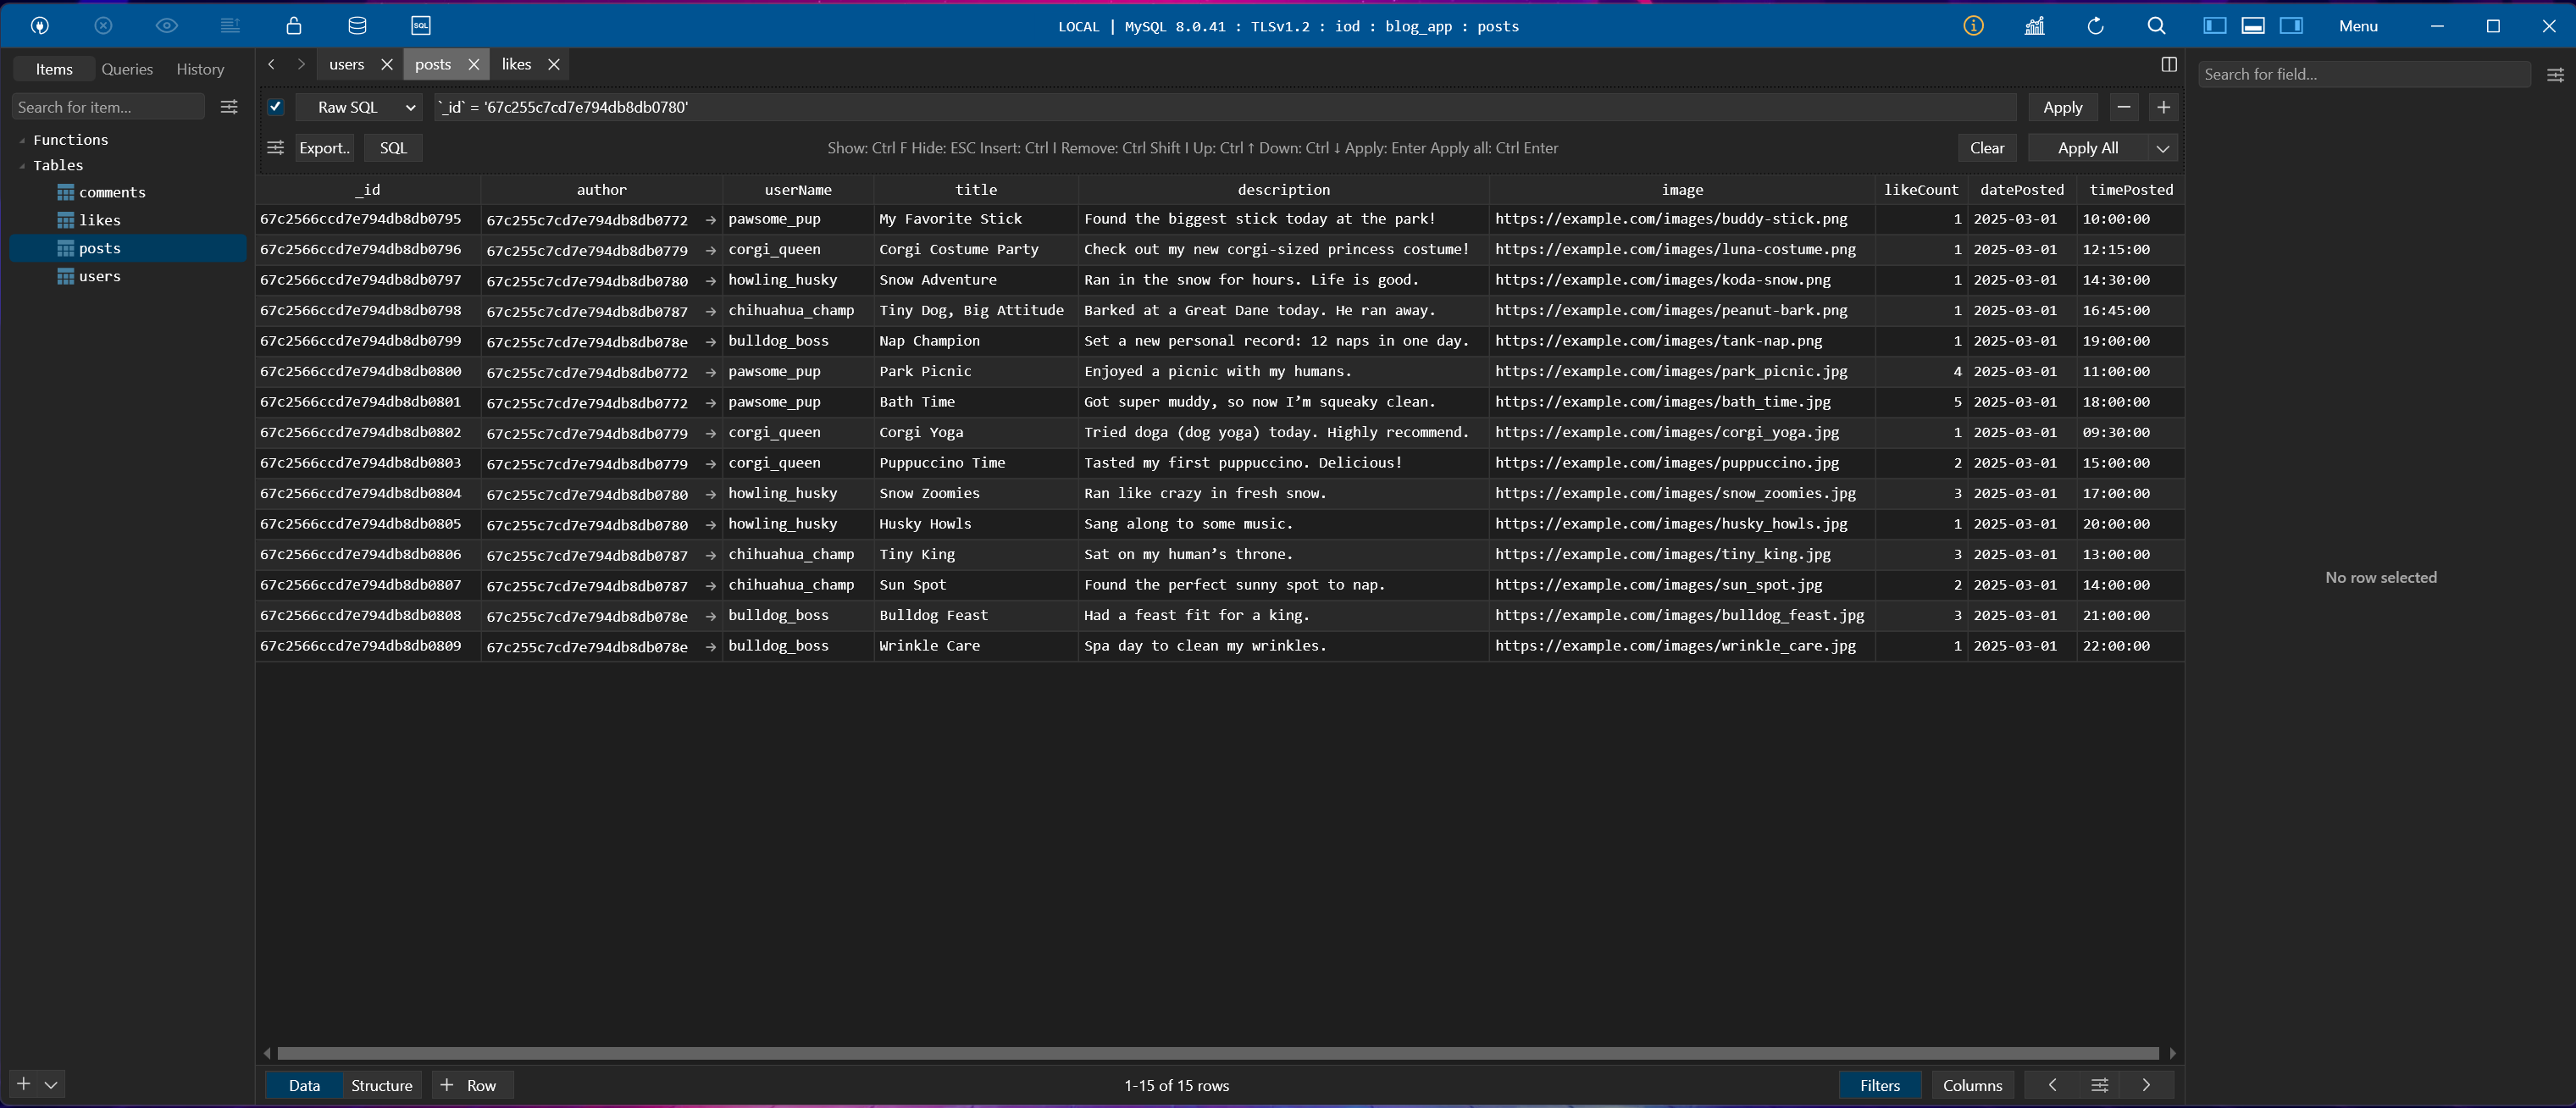 LOCAL | MySQL 8.0.41 : TLSv1.2 : iod : blog_app : posts
Menu
Items Queries History
Search for item...
Functions
Tables
comments
likes
posts
users
users posts likes
Raw SQL `_id` = '67c255c7cd7e794db8db0780' Apply
Export.. SQL Show: Ctrl F Hide: ESC Insert: Ctrl I Remove: Ctrl Shift I Up: Ctrl ↑ Down: Ctrl ↓ Apply: Enter Apply all: Ctrl Enter Clear Apply All
_id author userName title description image likeCount datePosted timePosted
67c2566ccd7e794db8db0795 67c255c7cd7e794db8db0772 → pawsome_pup My Favorite Stick Found the biggest stick today at the park! https://example.com/images/buddy-stick.png 1 2025-03-01 10:00:00
67c2566ccd7e794db8db0796 67c255c7cd7e794db8db0779 → corgi_queen Corgi Costume Party Check out my new corgi-sized princess costume! https://example.com/images/luna-costume.png 1 2025-03-01 12:15:00
67c2566ccd7e794db8db0797 67c255c7cd7e794db8db0780 → howling_husky Snow Adventure Ran in the snow for hours. Life is good. https://example.com/images/koda-snow.png 1 2025-03-01 14:30:00
67c2566ccd7e794db8db0798 67c255c7cd7e794db8db0787 → chihuahua_champ Tiny Dog, Big Attitude Barked at a Great Dane today. He ran away. https://example.com/images/peanut-bark.png 1 2025-03-01 16:45:00
67c2566ccd7e794db8db0799 67c255c7cd7e794db8db078e → bulldog_boss Nap Champion Set a new personal record: 12 naps in one day. https://example.com/images/tank-nap.png 1 2025-03-01 19:00:00
67c2566ccd7e794db8db0800 67c255c7cd7e794db8db0772 → pawsome_pup Park Picnic Enjoyed a picnic with my humans. https://example.com/images/park_picnic.jpg 4 2025-03-01 11:00:00
67c2566ccd7e794db8db0801 67c255c7cd7e794db8db0772 → pawsome_pup Bath Time Got super muddy, so now I’m squeaky clean. https://example.com/images/bath_time.jpg 5 2025-03-01 18:00:00
67c2566ccd7e794db8db0802 67c255c7cd7e794db8db0779 → corgi_queen Corgi Yoga Tried doga (dog yoga) today. Highly recommend. https://example.com/images/corgi_yoga.jpg 1 2025-03-01 09:30:00
67c2566ccd7e794db8db0803 67c255c7cd7e794db8db0779 → corgi_queen Puppuccino Time Tasted my first puppuccino. Delicious! https://example.com/images/puppuccino.jpg 2 2025-03-01 15:00:00
67c2566ccd7e794db8db0804 67c255c7cd7e794db8db0780 → howling_husky Snow Zoomies Ran like crazy in fresh snow. https://example.com/images/snow_zoomies.jpg 3 2025-03-01 17:00:00
67c2566ccd7e794db8db0805 67c255c7cd7e794db8db0780 → howling_husky Husky Howls Sang along to some music. https://example.com/images/husky_howls.jpg 1 2025-03-01 20:00:00
67c2566ccd7e794db8db0806 67c255c7cd7e794db8db0787 → chihuahua_champ Tiny King Sat on my human’s throne. https://example.com/images/tiny_king.jpg 3 2025-03-01 13:00:00
67c2566ccd7e794db8db0807 67c255c7cd7e794db8db0787 → chihuahua_champ Sun Spot Found the perfect sunny spot to nap. https://example.com/images/sun_spot.jpg 2 2025-03-01 14:00:00
67c2566ccd7e794db8db0808 67c255c7cd7e794db8db078e → bulldog_boss Bulldog Feast Had a feast fit for a king. https://example.com/images/bulldog_feast.jpg 3 2025-03-01 21:00:00
67c2566ccd7e794db8db0809 67c255c7cd7e794db8db078e → bulldog_boss Wrinkle Care Spa day to clean my wrinkles. https://example.com/images/wrinkle_care.jpg 1 2025-03-01 22:00:00
Data Structure + Row 1-15 of 15 rows Filters Columns
Search for field...
No row selected
SQL